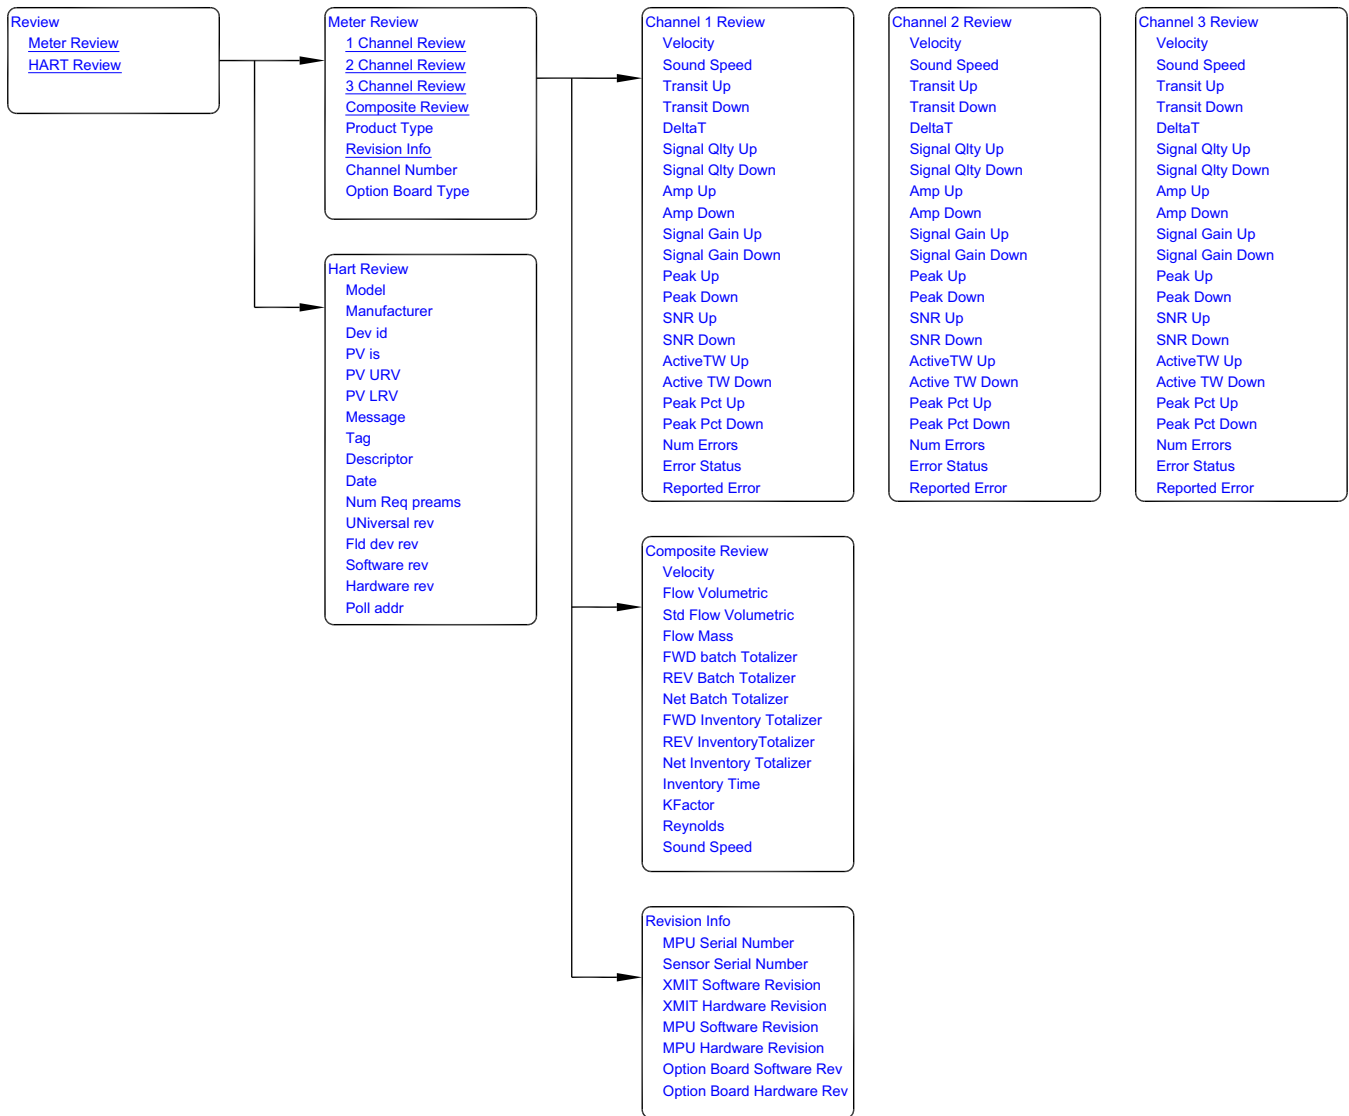 Review
Meter Review
HART Review
Meter Review
1 Channel Review
2 Channel Review
3 Channel Review
Composite Review
Product Type
Revision Info
Channel Number
Option Board Type
Hart Review
Model
Manufacturer
Dev id
PV is
PV URV
PV LRV
Message
Tag
Descriptor
Date
Num Req preams
UNiversal rev
Fld dev rev
Software rev
Hardware rev
Poll addr
Channel 1 Review
Velocity
Sound Speed
Transit Up
Transit Down
DeltaT
Signal Qlty Up
Signal Qlty Down
Amp Up
Amp Down
Signal Gain Up
Signal Gain Down
Peak Up
Peak Down
SNR Up
SNR Down
ActiveTW Up
Active TW Down
Peak Pct Up
Peak Pct Down
Num Errors
Error Status
Reported Error
Channel 2 Review
Velocity
Sound Speed
Transit Up
Transit Down
DeltaT
Signal Qlty Up
Signal Qlty Down
Amp Up
Amp Down
Signal Gain Up
Signal Gain Down
Peak Up
Peak Down
SNR Up
SNR Down
ActiveTW Up
Active TW Down
Peak Pct Up
Peak Pct Down
Num Errors
Error Status
Reported Error
Channel 3 Review
Velocity
Sound Speed
Transit Up
Transit Down
DeltaT
Signal Qlty Up
Signal Qlty Down
Amp Up
Amp Down
Signal Gain Up
Signal Gain Down
Peak Up
Peak Down
SNR Up
SNR Down
ActiveTW Up
Active TW Down
Peak Pct Up
Peak Pct Down
Num Errors
Error Status
Reported Error
Composite Review
Velocity
Flow Volumetric
Std Flow Volumetric
Flow Mass
FWD batch Totalizer
REV Batch Totalizer
Net Batch Totalizer
FWD Inventory Totalizer
REV InventoryTotalizer
Net Inventory Totalizer
Inventory Time
KFactor
Reynolds
Sound Speed
Revision Info
MPU Serial Number
Sensor Serial Number
XMIT Software Revision
XMIT Hardware Revision
MPU Software Revision
MPU Hardware Revision
Option Board Software Rev
Option Board Hardware Rev